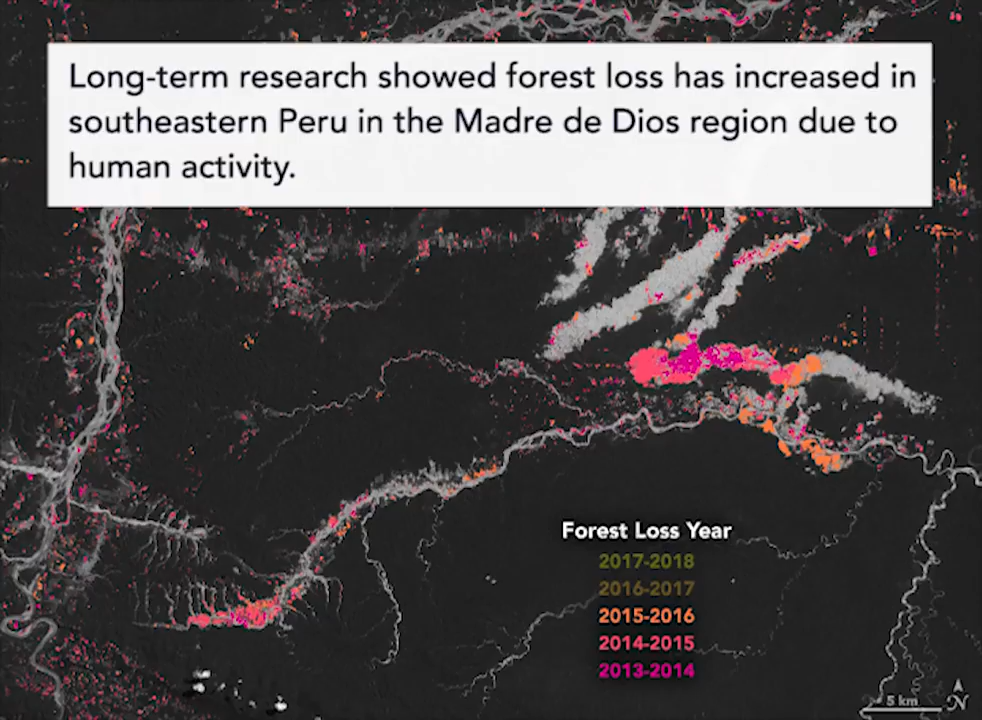 Long-term research showed forest loss has increased in
southeastern Peru in the Madre de Dios region due to
human activity.
Forest Loss Year
2017-2018
2016-2017
2015-2016
2014-2015
2013-2014
5 km
N